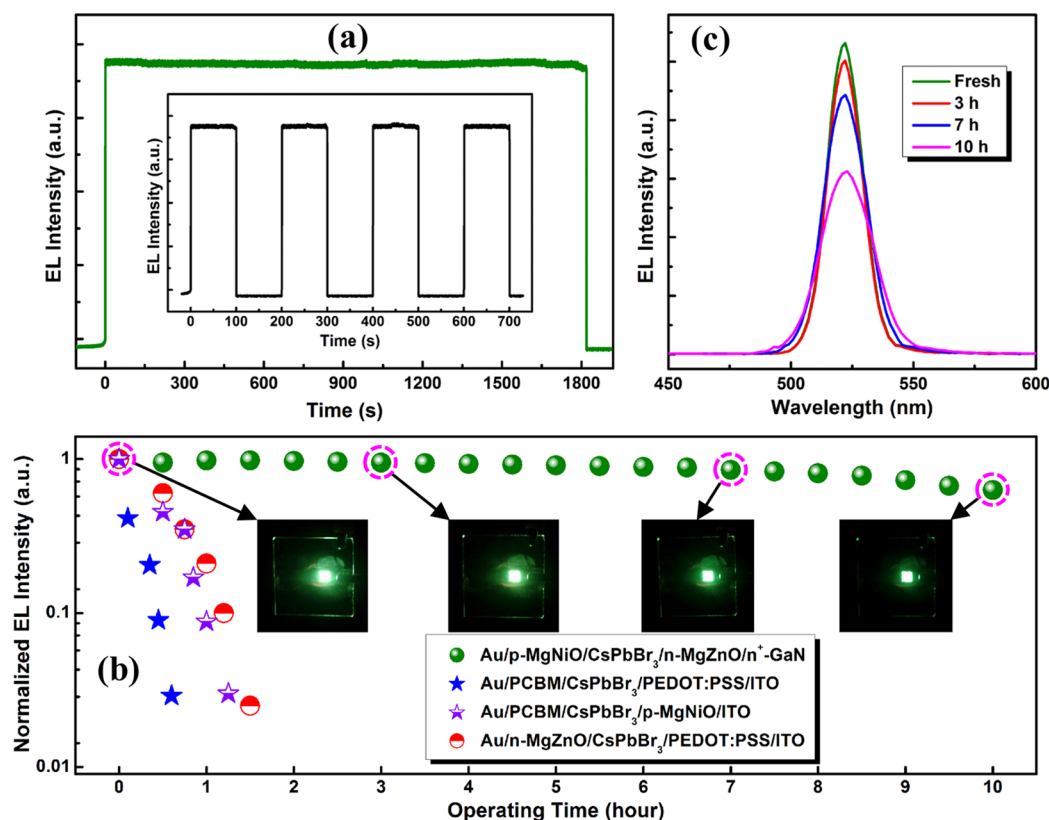 (a)
EL Intensity (a.u.)
0 300 600 900 1200 1500 1800
Time (s)
EL Intensity (a.u.)
0 100 200 300 400 500 600 700
Time (s)
(c)
Fresh
3 h
7 h
10 h
EL Intensity (a.u.)
450 500 550 600
Wavelength (nm)
(b)
Normalized EL Intensity (a.u.)
1
0.1
0.01
Au/p-MgNiO/CsPbBr₃/n-MgZnO/n⁺-GaN
Au/PCBM/CsPbBr₃/PEDOT:PSS/ITO
Au/PCBM/CsPbBr₃/p-MgNiO/ITO
Au/n-MgZnO/CsPbBr₃/PEDOT:PSS/ITO
0 1 2 3 4 5 6 7 8 9 10
Operating Time (hour)